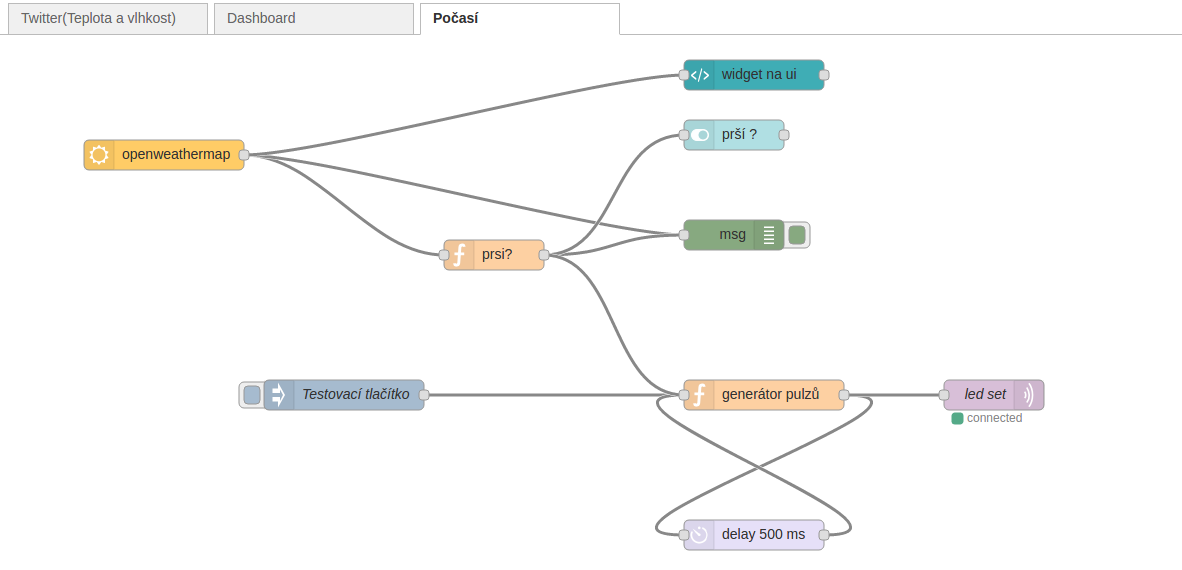 Twitter(Teplota a vlhkost)
Dashboard
Počasí
widget na ui
prší ?
openweathermap
msg
prsi?
Testovací tlačítko
generátor pulzů
led set
connected
delay 500 ms